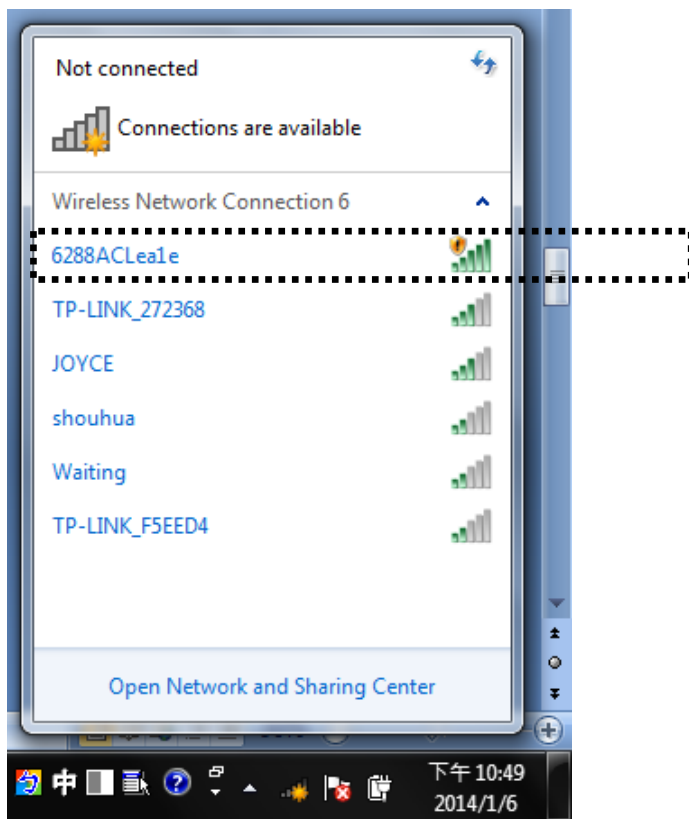 Not connected
Connections are available
Wireless Network Connection 6
6288ACLea1e
TP-LINK_272368
JOYCE
shouhua
Waiting
TP-LINK_F5EED4
Open Network and Sharing Center
中
下午 10:49
2014/1/6